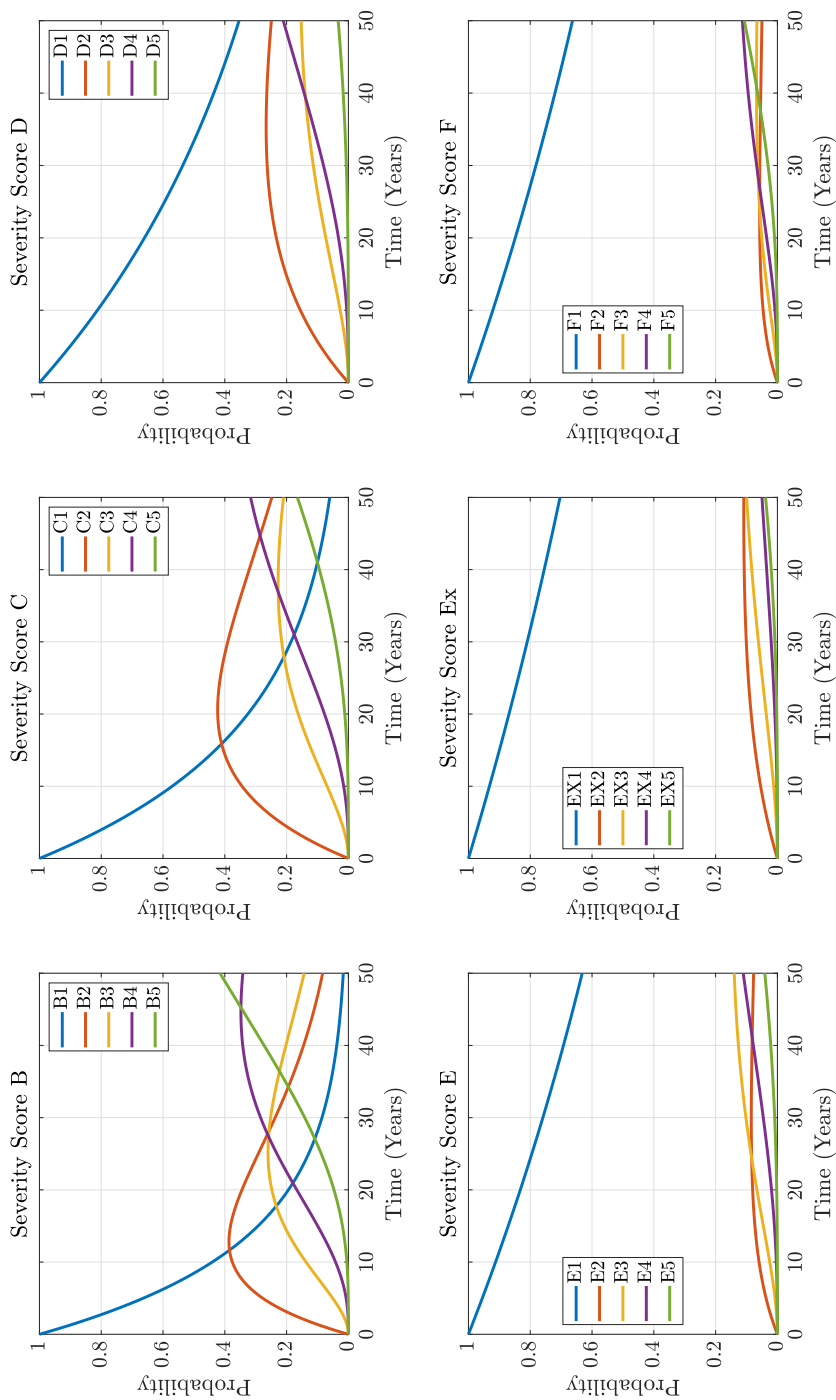 Severity Score B
Probability
1
0.8
0.6
0.4
0.2
0
0 10 20 30 40 50
Time (Years)
B1
B2
B3
B4
B5
Severity Score C
Probability
1
0.8
0.6
0.4
0.2
0
0 10 20 30 40 50
Time (Years)
C1
C2
C3
C4
C5
Severity Score D
Probability
1
0.8
0.6
0.4
0.2
0
0 10 20 30 40 50
Time (Years)
D1
D2
D3
D4
D5
Severity Score E
Probability
1
0.8
0.6
0.4
0.2
0
0 10 20 30 40 50
Time (Years)
E1
E2
E3
E4
E5
Severity Score Ex
Probability
1
0.8
0.6
0.4
0.2
0
0 10 20 30 40 50
Time (Years)
EX1
EX2
EX3
EX4
EX5
Severity Score F
Probability
1
0.8
0.6
0.4
0.2
0
0 10 20 30 40 50
Time (Years)
F1
F2
F3
F4
F5